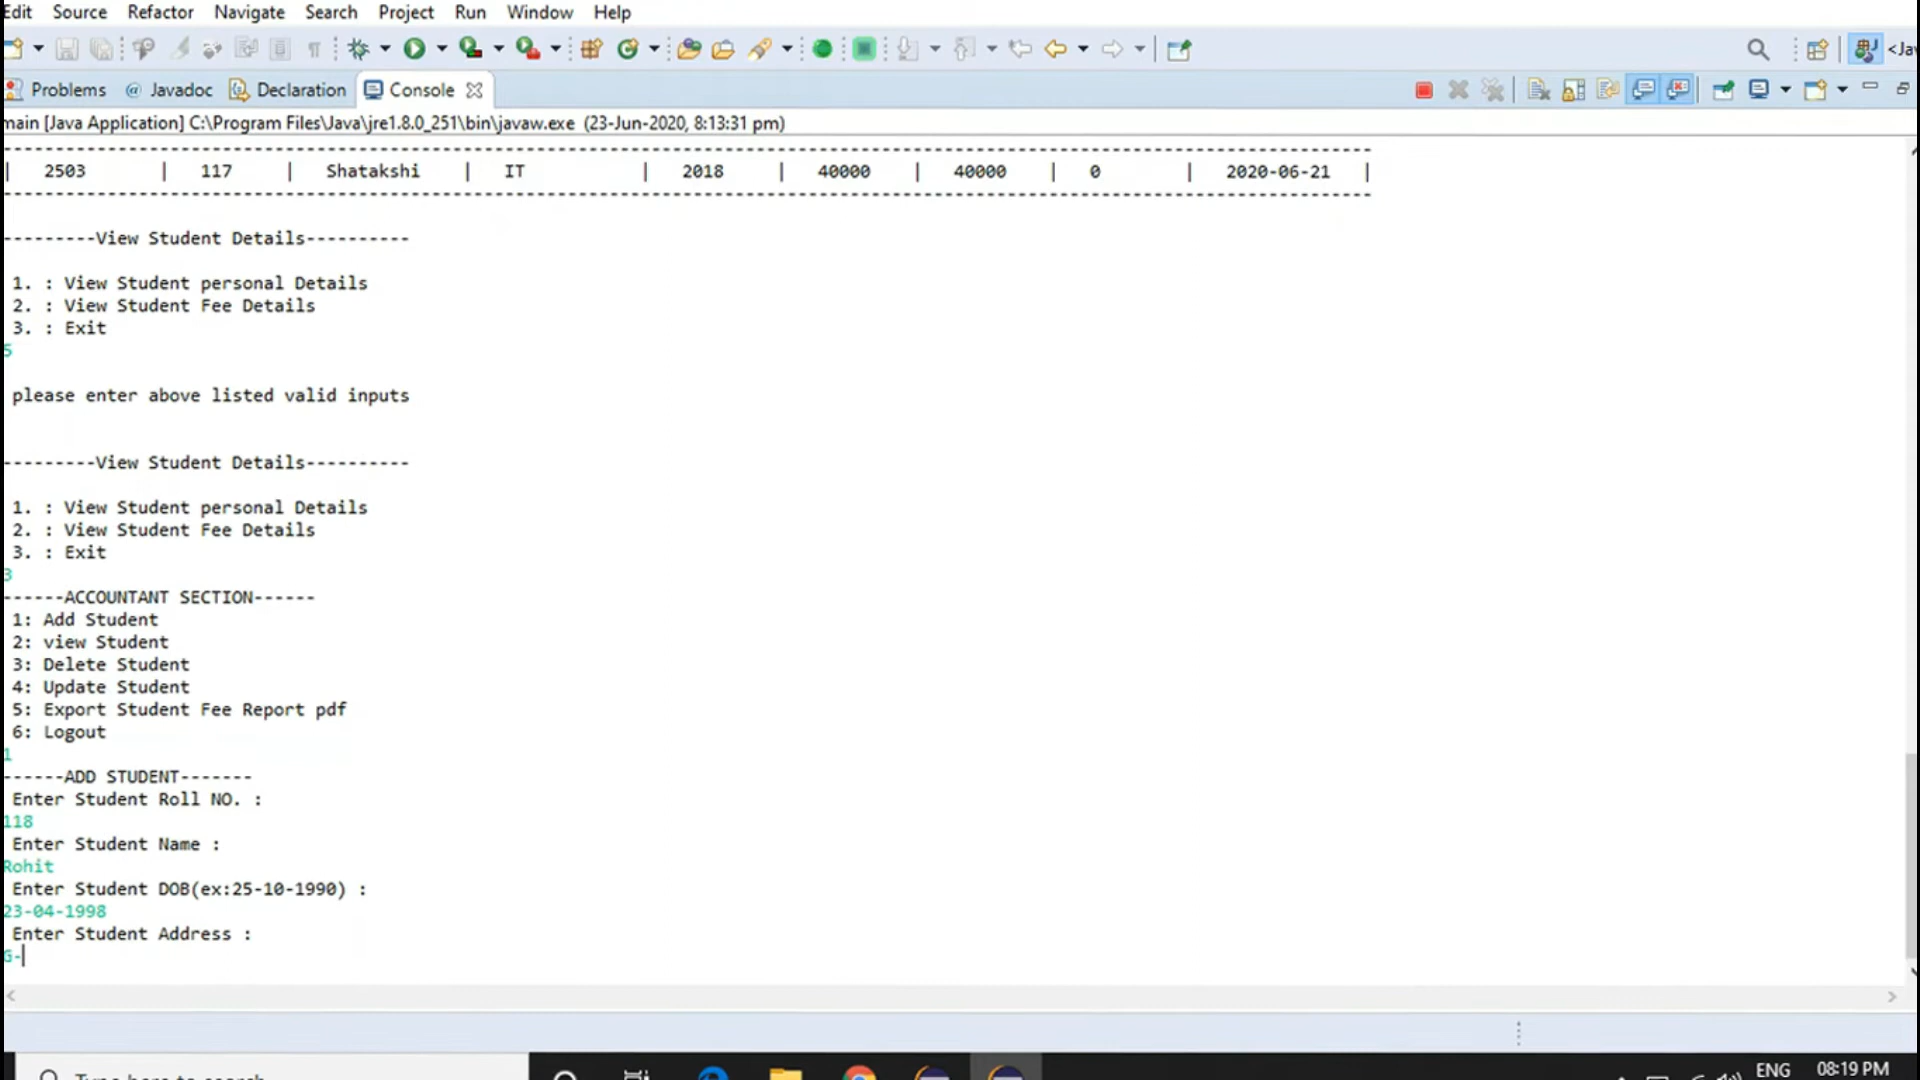 Edit Source Refactor Navigate Search Project Run Window Help
Problems @ Javadoc Declaration Console
main [Java Application] C:\Program Files\Java\jre1.8.0_251\bin\javaw.exe (23-Jun-2020, 8:13:31 pm)
| 2503 | 117 | Shatakshi | IT | 2018 | 40000 | 40000 | 0 | 2020-06-21 |
---------View Student Details----------
1. : View Student personal Details
2. : View Student Fee Details
3. : Exit
5
please enter above listed valid inputs
---------View Student Details----------
1. : View Student personal Details
2. : View Student Fee Details
3. : Exit
3
------ACCOUNTANT SECTION------
1: Add Student
2: view Student
3: Delete Student
4: Update Student
5: Export Student Fee Report pdf
6: Logout
1
------ADD STUDENT-------
Enter Student Roll NO. :
118
Enter Student Name :
Rohit
Enter Student DOB(ex:25-10-1990) :
23-04-1998
Enter Student Address :
G-
Type here to search
ENG 08:19 PM